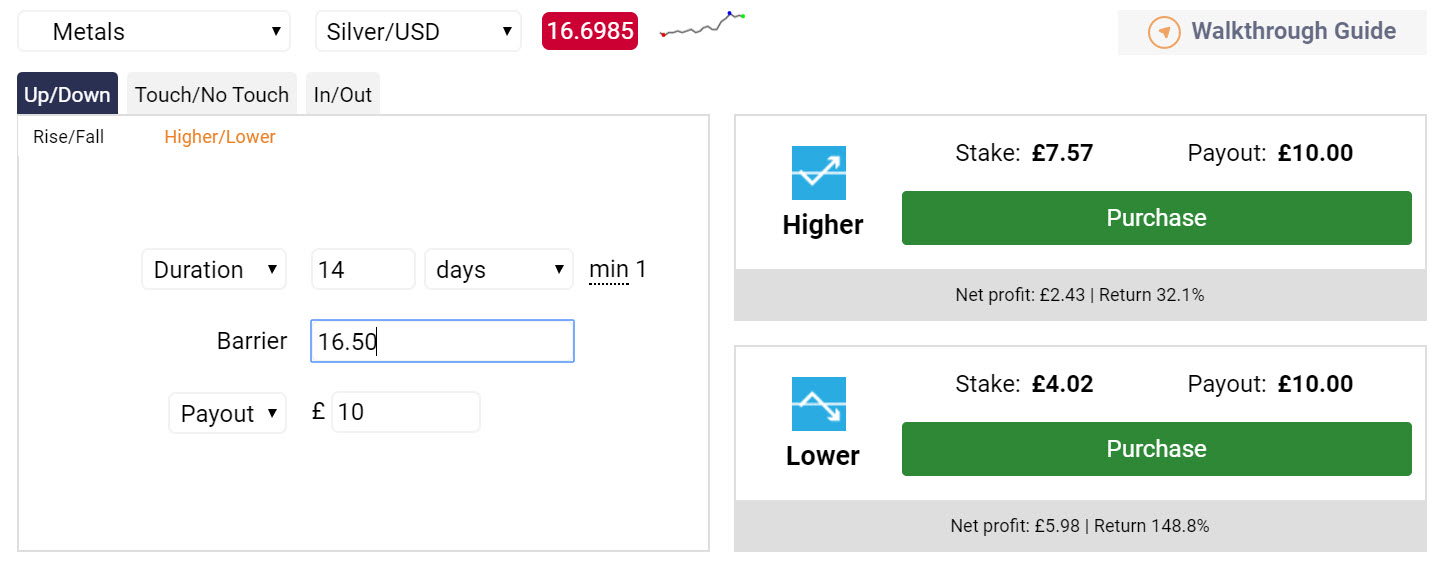 Metals ▼ Silver/USD ▼ 16.6985 Walkthrough Guide
Up/Down Touch/No Touch In/Out
Rise/Fall Higher/Lower
Duration ▼ 14 days ▼ min 1
Barrier 16.50
Payout ▼ £ 10
Stake: £7.57 Payout: £10.00
Higher
Purchase
Net profit: £2.43 | Return 32.1%
Stake: £4.02 Payout: £10.00
Lower
Purchase
Net profit: £5.98 | Return 148.8%